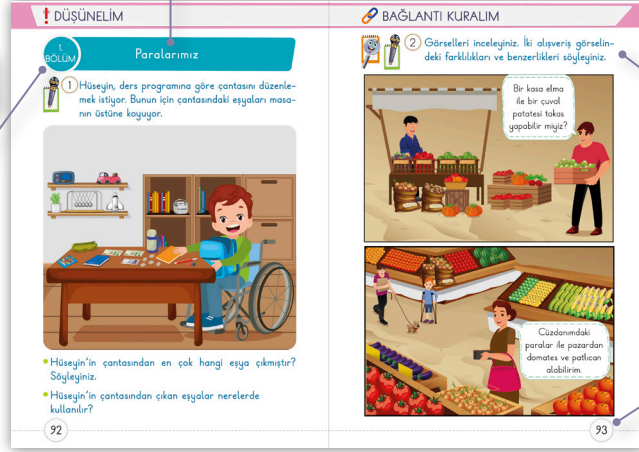 ! DÜŞÜNELİM
1.
BÖLÜM
Paralarımız
1 Hüseyin, ders programına göre çantasını düzenle-
mek istiyor. Bunun için çantasındaki eşyaları masa-
nın üstüne koyuyor.
• Hüseyin'in çantasından en çok hangi eşya çıkmıştır?
Söyleyiniz.
• Hüseyin'in çantasından çıkan eşyalar nerelerde
kullanılır?
92
BAĞLANTI KURALIM
2 Görselleri inceleyiniz. İki alışveriş görselin-
deki farklılıkları ve benzerlikleri söyleyiniz.
Bir kasa elma
ile bir çuval
patatesi takas
yapabilir miyiz?
Cüzdanımdaki
paralar ile pazardan
domates ve patlıcan
alabilirim.
93